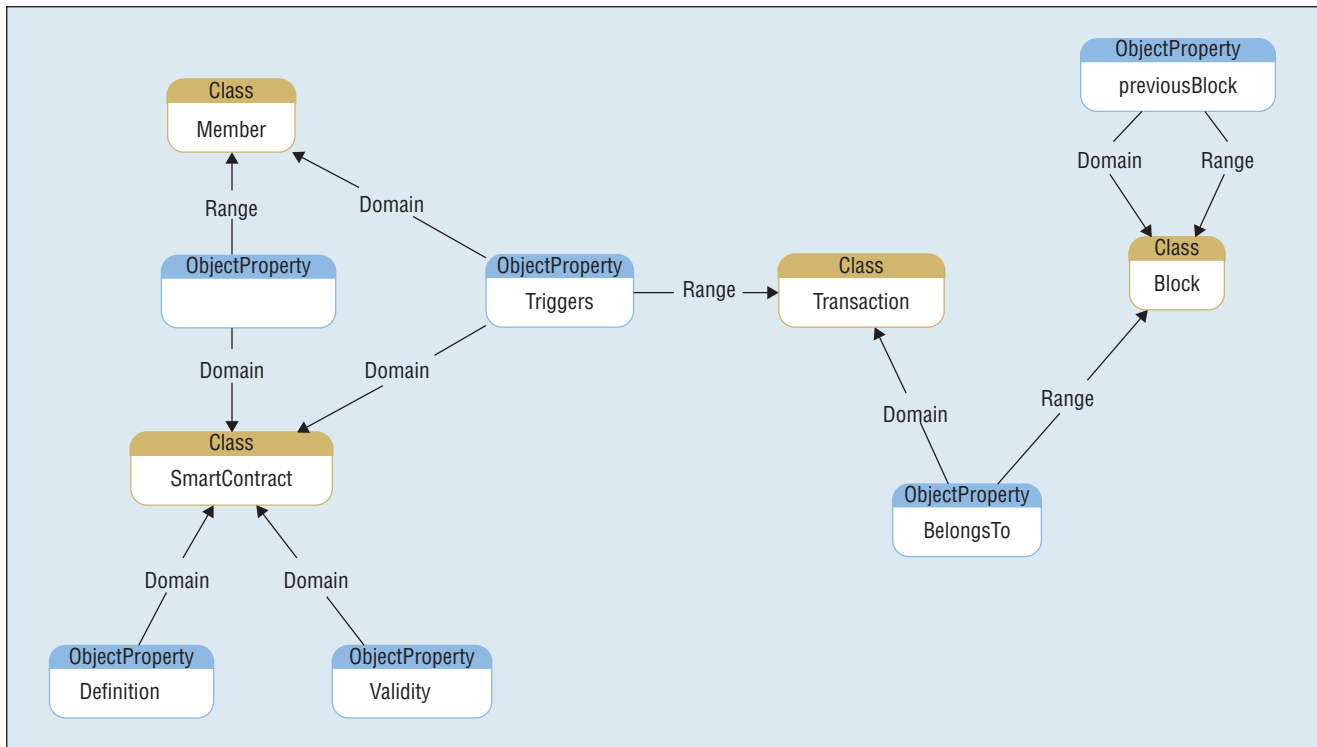 ObjectProperty
previousBlock
Class
Member
Domain
Range
Range
Domain
ObjectProperty
ObjectProperty
Triggers
Range
Class
Transaction
Class
Block
Domain
Domain
Domain
Range
Class
SmartContract
ObjectProperty
BelongsTo
Domain
Domain
ObjectProperty
Definition
ObjectProperty
Validity